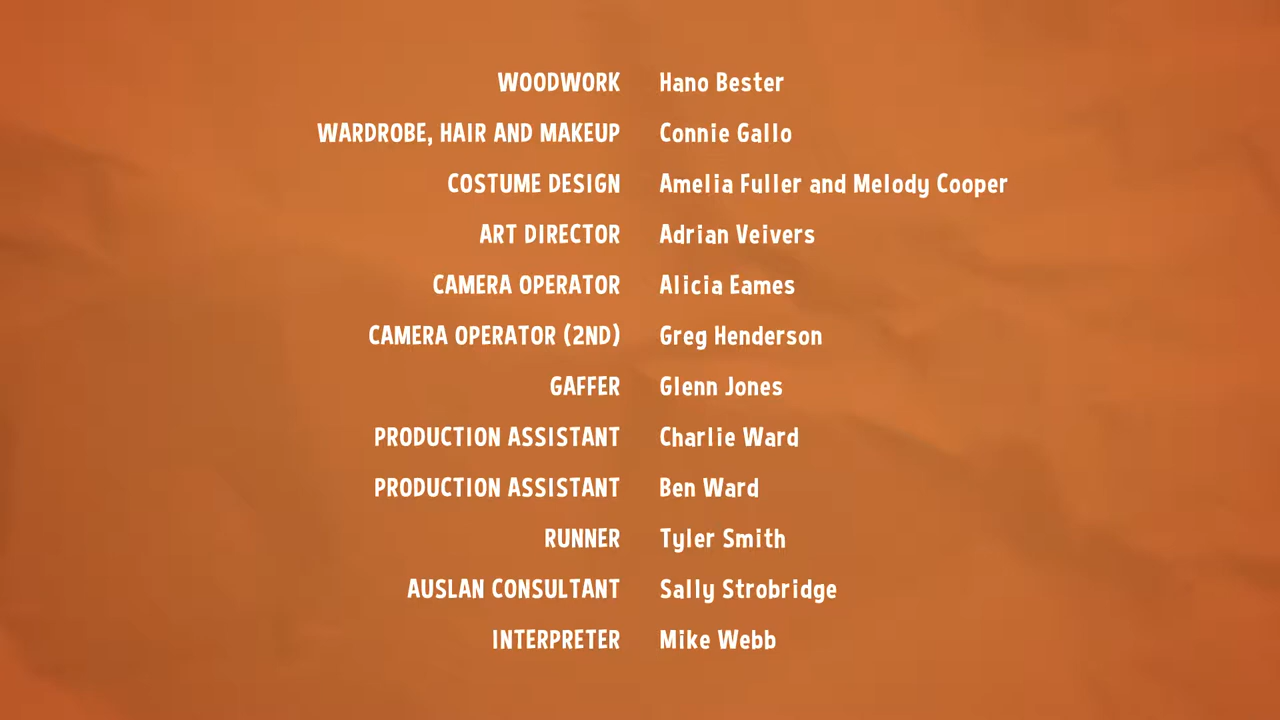 WOODWORK Hano Bester
WARDROBE, HAIR AND MAKEUP Connie Gallo
COSTUME DESIGN Amelia Fuller and Melody Cooper
ART DIRECTOR Adrian Veivers
CAMERA OPERATOR Alicia Eames
CAMERA OPERATOR (2ND) Greg Henderson
GAFFER Glenn Jones
PRODUCTION ASSISTANT Charlie Ward
PRODUCTION ASSISTANT Ben Ward
RUNNER Tyler Smith
AUSLAN CONSULTANT Sally Strobridge
INTERPRETER Mike Webb